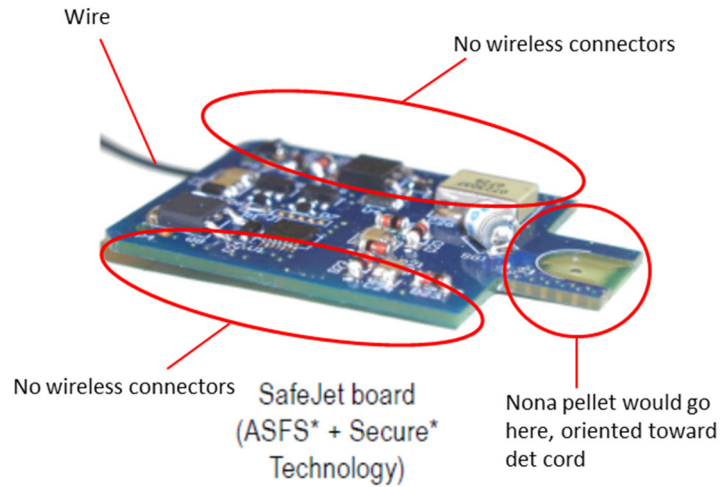 Wire
No wireless connectors
No wireless connectors
SafeJet board
(ASFS* + Secure*
Technology)
Nona pellet would go
here, oriented toward
det cord